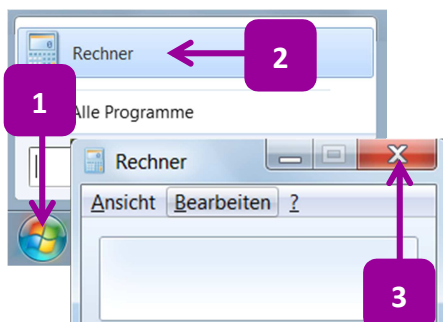 Rechner
2
1
Alle Programme
Rechner
Ansicht Bearbeiten ?
3